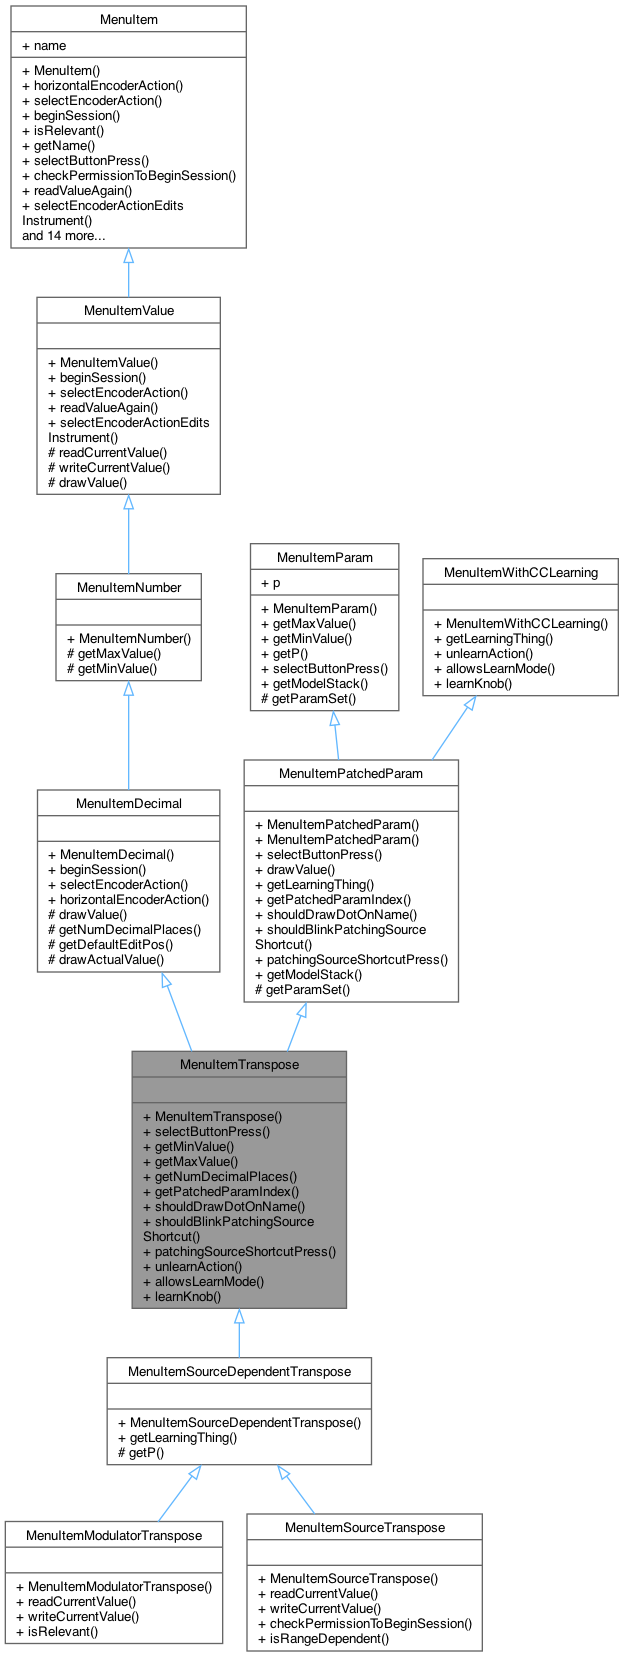 MenuItem
+ name
+ MenuItem()
+ horizontalEncoderAction()
+ selectEncoderAction()
+ beginSession()
+ isRelevant()
+ getName()
+ selectButtonPress()
+ checkPermissionToBeginSession()
+ readValueAgain()
+ selectEncoderActionEdits
Instrument()
and 14 more...
MenuItemValue
+ MenuItemValue()
+ beginSession()
+ selectEncoderAction()
+ readValueAgain()
+ selectEncoderActionEdits
Instrument()
# readCurrentValue()
# writeCurrentValue()
# drawValue()
MenuItemNumber
+ MenuItemNumber()
# getMaxValue()
# getMinValue()
MenuItemParam
+ p
+ MenuItemParam()
+ getMaxValue()
+ getMinValue()
+ getP()
+ selectButtonPress()
+ getModelStack()
# getParamSet()
MenuItemWithCCLearning
+ MenuItemWithCCLearning()
+ getLearningThing()
+ unlearnAction()
+ allowsLearnMode()
+ learnKnob()
MenuItemDecimal
+ MenuItemDecimal()
+ beginSession()
+ selectEncoderAction()
+ horizontalEncoderAction()
# drawValue()
# getNumDecimalPlaces()
# getDefaultEditPos()
# drawActualValue()
MenuItemPatchedParam
+ MenuItemPatchedParam()
+ MenuItemPatchedParam()
+ selectButtonPress()
+ drawValue()
+ getLearningThing()
+ getPatchedParamIndex()
+ shouldDrawDotOnName()
+ shouldBlinkPatchingSource
Shortcut()
+ patchingSourceShortcutPress()
+ getModelStack()
# getParamSet()
MenuItemTranspose
+ MenuItemTranspose()
+ selectButtonPress()
+ getMinValue()
+ getMaxValue()
+ getNumDecimalPlaces()
+ getPatchedParamIndex()
+ shouldDrawDotOnName()
+ shouldBlinkPatchingSource
Shortcut()
+ patchingSourceShortcutPress()
+ unlearnAction()
+ allowsLearnMode()
+ learnKnob()
MenuItemSourceDependentTranspose
+ MenuItemSourceDependentTranspose()
+ getLearningThing()
# getP()
MenuItemModulatorTranspose
+ MenuItemModulatorTranspose()
+ readCurrentValue()
+ writeCurrentValue()
+ isRelevant()
MenuItemSourceTranspose
+ MenuItemSourceTranspose()
+ readCurrentValue()
+ writeCurrentValue()
+ checkPermissionToBeginSession()
+ isRangeDependent()